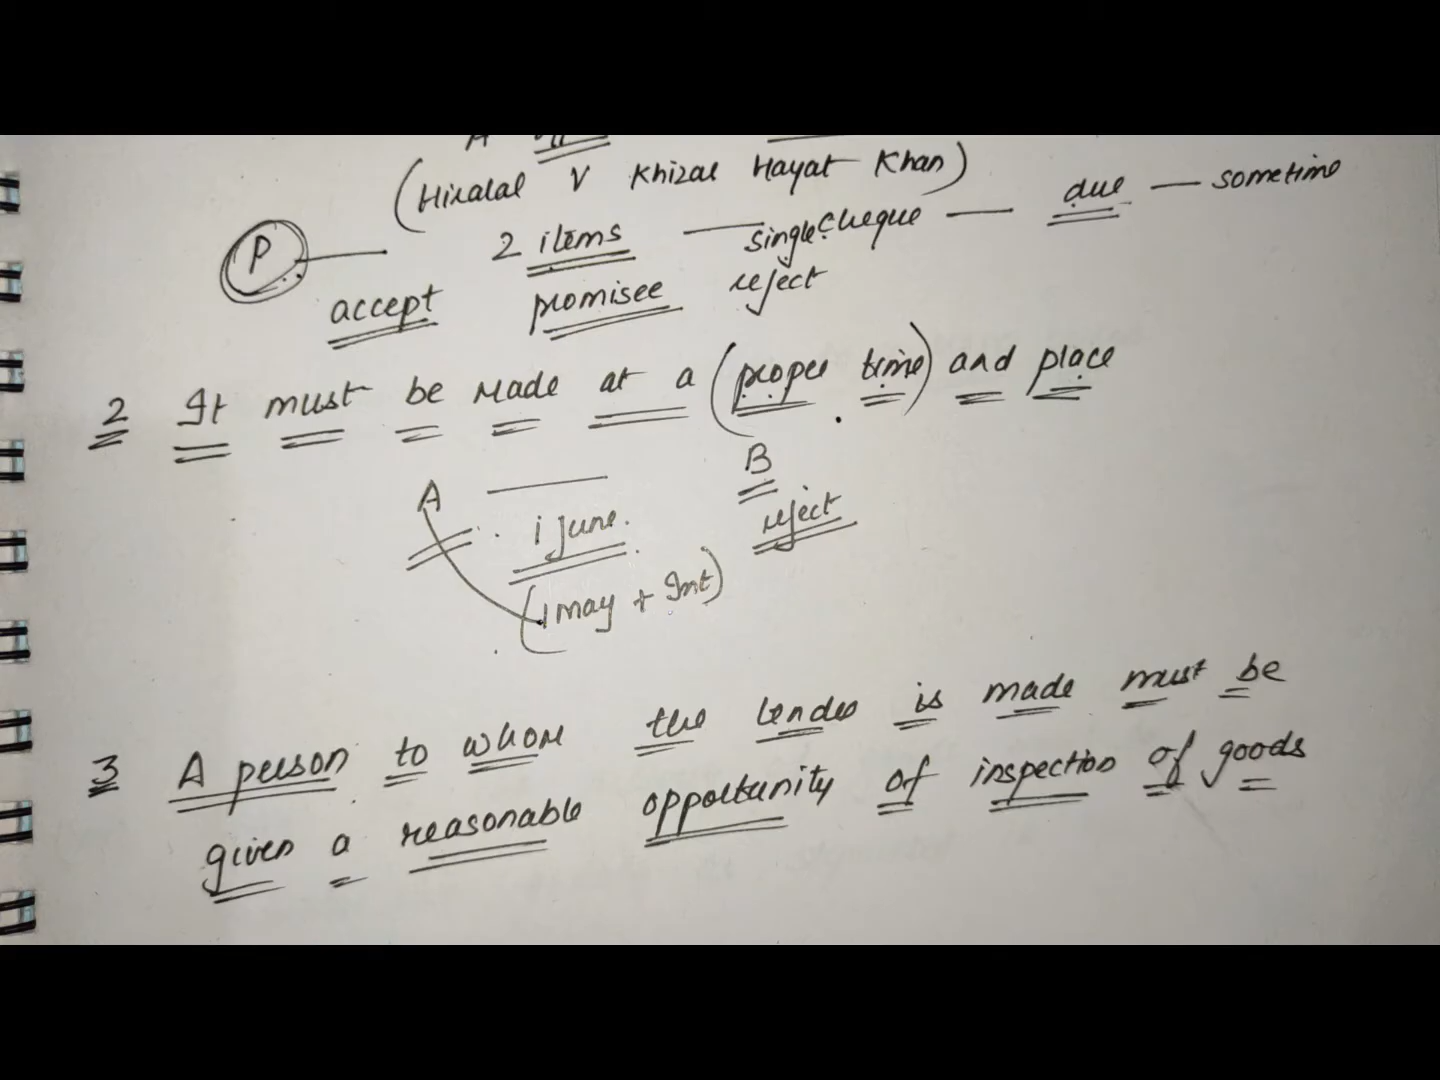 (Hiralal V Khizal Hayat Khan)
P — 2 items — single cheque — due — sometime
accept promisee reject
2 It must be made at a (proper time) and place
A — B
1 June. reject
(1 may + Int)
3 A person to whom the tender is made must be
given a reasonable opportunity of inspection of goods